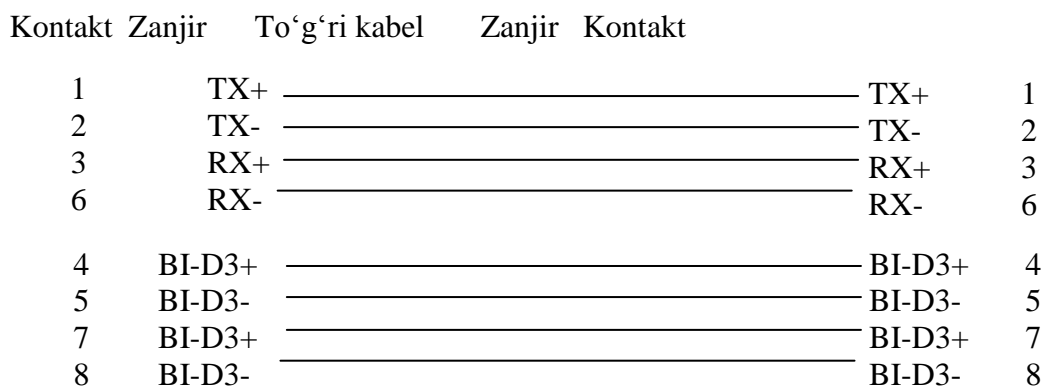 Kontakt Zanjir To‘g‘ri kabel Zanjir Kontakt
1 TX+ TX+ 1
2 TX- TX- 2
3 RX+ RX+ 3
6 RX- RX- 6
4 BI-D3+ BI-D3+ 4
5 BI-D3- BI-D3- 5
7 BI-D3+ BI-D3+ 7
8 BI-D3- BI-D3- 8